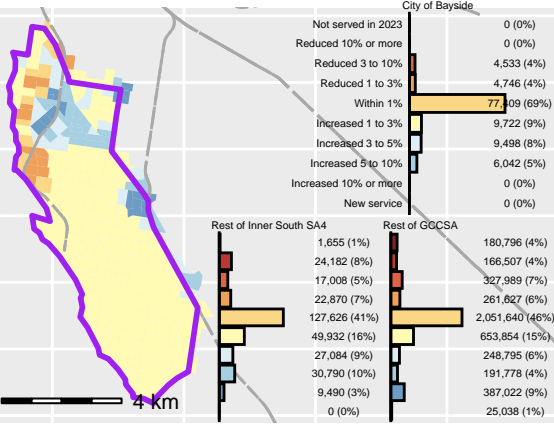 City of Bayside
Not served in 2023 0 (0%)
Reduced 10% or more 0 (0%)
Reduced 3 to 10% 4,533 (4%)
Reduced 1 to 3% 4,746 (4%)
Within 1% 77,409 (69%)
Increased 1 to 3% 9,722 (9%)
Increased 3 to 5% 9,498 (8%)
Increased 5 to 10% 6,042 (5%)
Increased 10% or more 0 (0%)
New service 0 (0%)
Rest of Inner South SA4 Rest of GCCSA
1,655 (1%) 180,796 (4%)
24,182 (8%) 166,507 (4%)
17,008 (5%) 327,989 (7%)
22,870 (7%) 261,627 (6%)
127,626 (41%) 2,051,640 (46%)
49,932 (16%) 653,854 (15%)
27,084 (9%) 248,795 (6%)
30,790 (10%) 191,778 (4%)
9,490 (3%) 387,022 (9%)
0 (0%) 25,038 (1%)
4 km